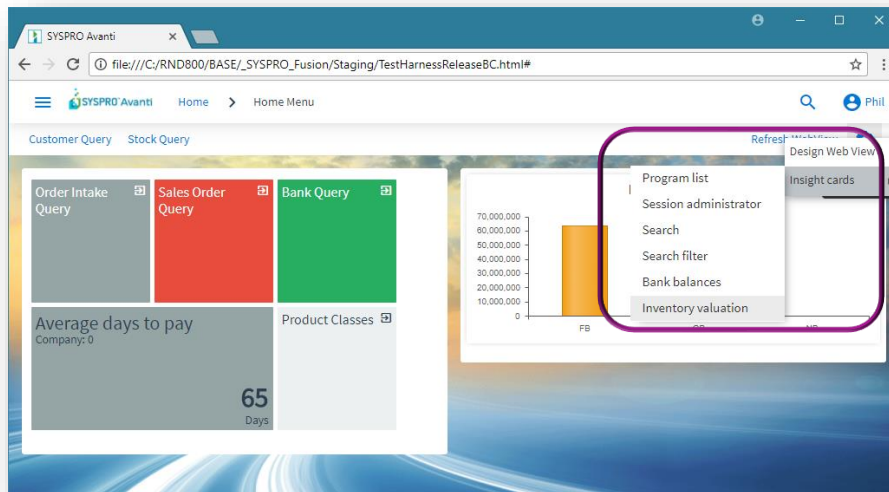 SYSPRO Avanti
file:///C:/RND800/BASE/_SYSPRO_Fusion/Staging/TestHarnessReleaseBC.html#
SYSPRO Avanti Home Home Menu Phil
Customer Query Stock Query Refresh WebView
Design Web View
Insight cards
Program list
Session administrator
Search
Search filter
Bank balances
Inventory valuation
Order Intake
Query
Sales Order
Query
Bank Query
Average days to pay
Company: 0
65
Days
Product Classes
70,000,000
60,000,000
50,000,000
40,000,000
30,000,000
20,000,000
10,000,000
0
FB